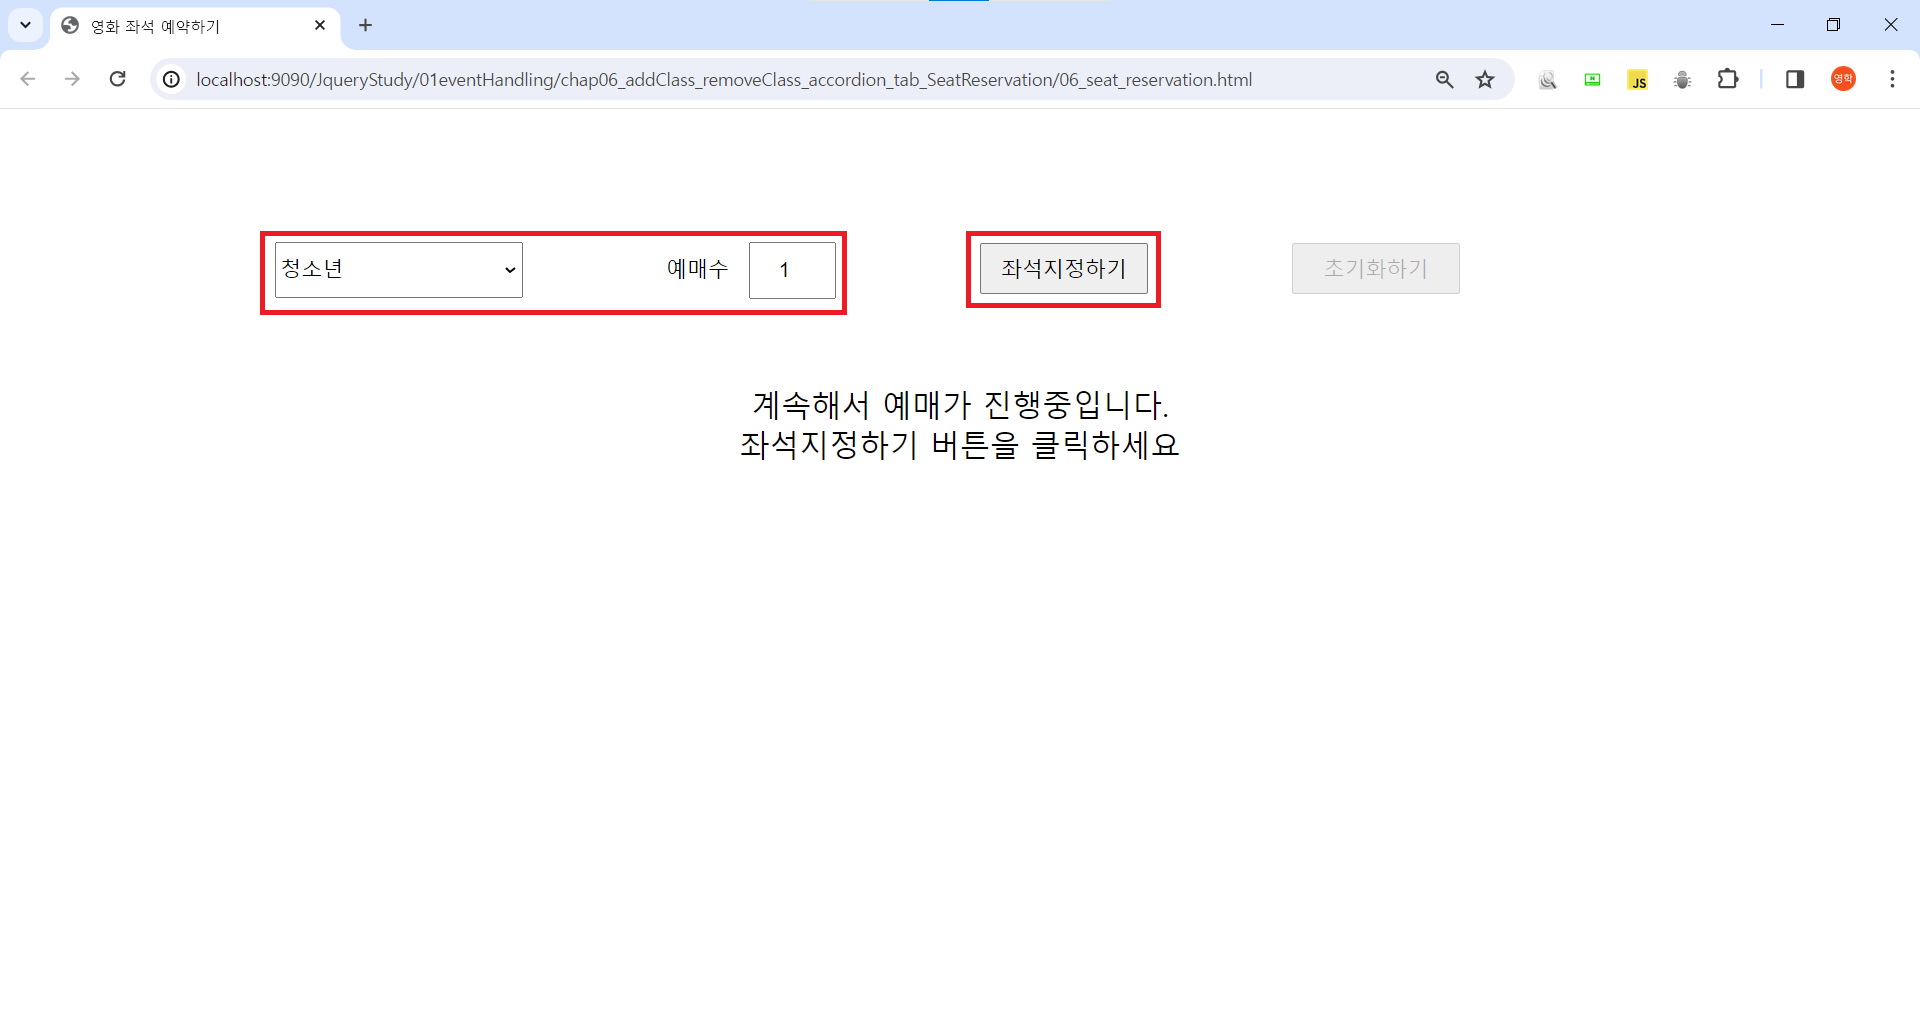 영화 좌석 예약하기
localhost:9090/JqueryStudy/01eventHandling/chap06_addClass_removeClass_accordion_tab_SeatReservation/06_seat_reservation.html
JS
영학
청소년 예매수 1 좌석지정하기 초기화하기
계속해서 예매가 진행중입니다.
좌석지정하기 버튼을 클릭하세요